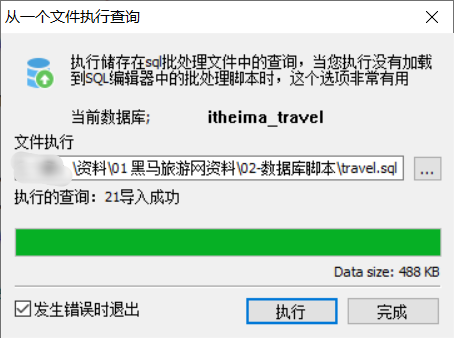 从一个文件执行查询
执行储存在sql批处理文件中的查询，当您执行没有加载
到SQL编辑器中的批处理脚本时，这个选项非常有用
当前数据库; itheima_travel
文件执行
\资料\01 黑马旅游网资料\02-数据库脚本\travel.sql ...
执行的查询：21导入成功
Data size: 488 KB
发生错误时退出 执行 完成